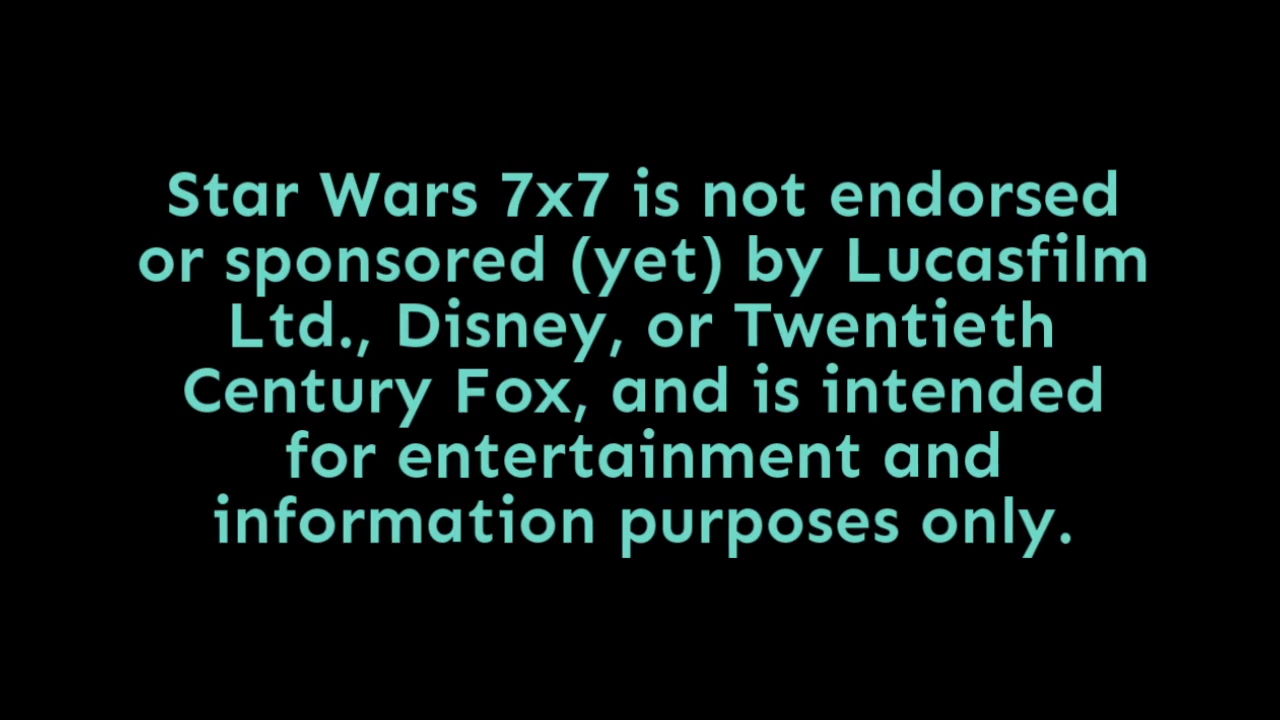 Star Wars 7x7 is not endorsed
or sponsored (yet) by Lucasfilm
Ltd., Disney, or Twentieth
Century Fox, and is intended
for entertainment and
information purposes only.